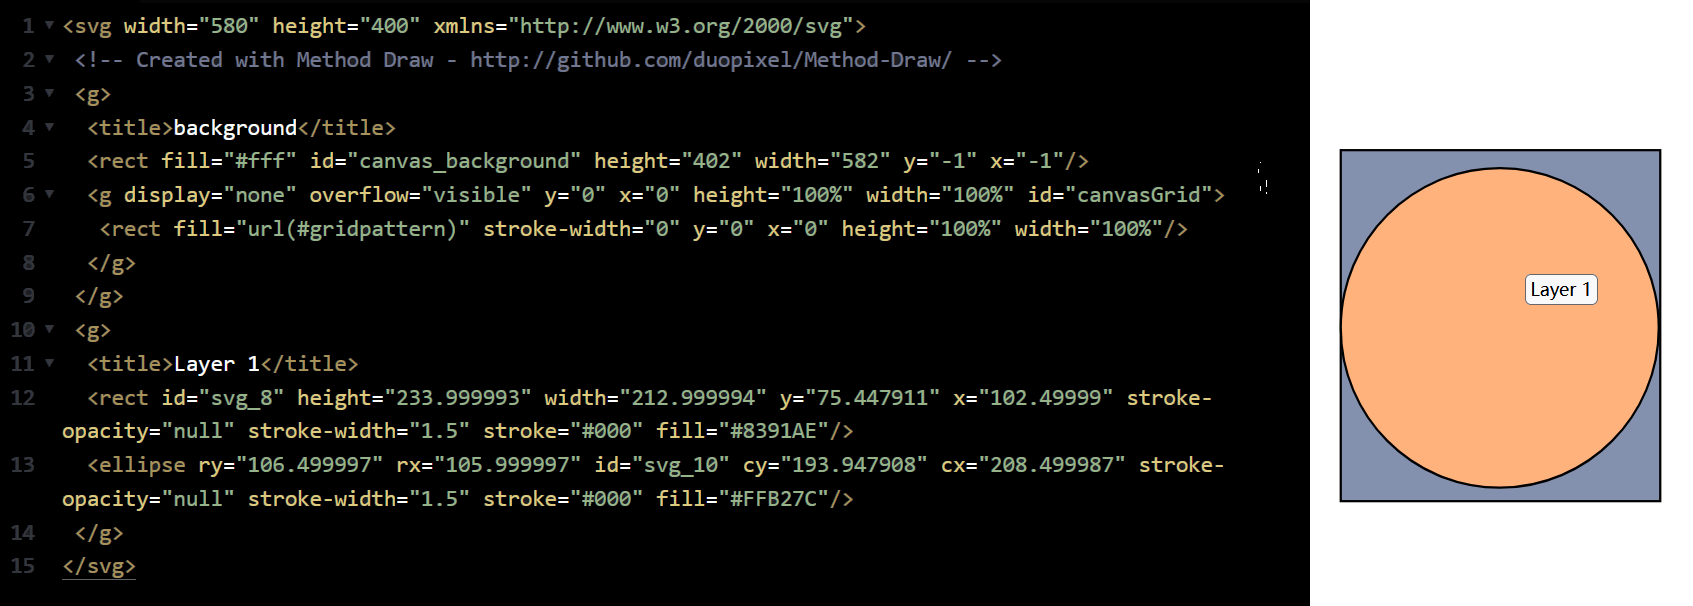 1 <svg width="580" height="400" xmlns="http://www.w3.org/2000/svg">
2 <!-- Created with Method Draw - http://github.com/duopixel/Method-Draw/ -->
3 <g>
4 <title>background</title>
5 <rect fill="#fff" id="canvas_background" height="402" width="582" y="-1" x="-1"/>
6 <g display="none" overflow="visible" y="0" x="0" height="100%" width="100%" id="canvasGrid">
7 <rect fill="url(#gridpattern)" stroke-width="0" y="0" x="0" height="100%" width="100%"/>
8 </g>
9 </g>
10 <g>
11 <title>Layer 1</title>
12 <rect id="svg_8" height="233.999993" width="212.999994" y="75.447911" x="102.49999" stroke-
opacity="null" stroke-width="1.5" stroke="#000" fill="#8391AE"/>
13 <ellipse ry="106.499997" rx="105.999997" id="svg_10" cy="193.947908" cx="208.499987" stroke-
opacity="null" stroke-width="1.5" stroke="#000" fill="#FFB27C"/>
14 </g>
15 </svg>
Layer 1